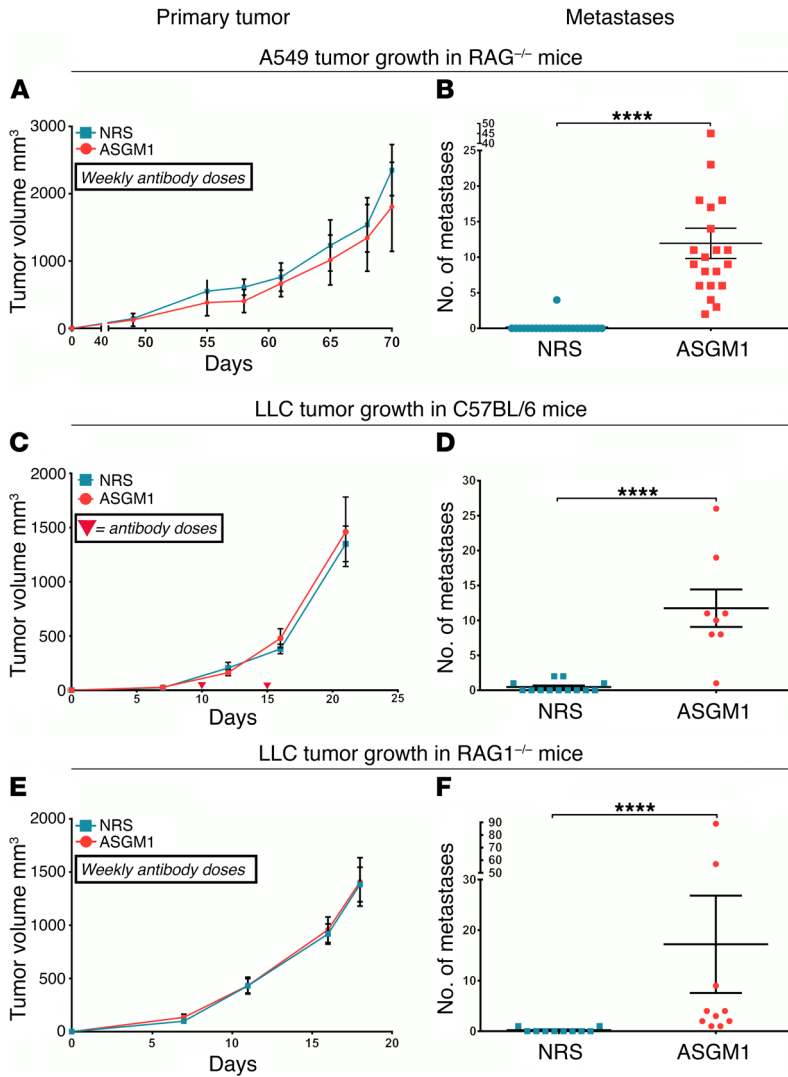 Primary tumor
Metastases
A549 tumor growth in RAG–/– mice
A
3000
2000
1000
0
Tumor volume mm3
NRS
ASGM1
Weekly antibody doses
0 40 50 55 60 65 70
Days
B
50
45
40
25
20
15
10
5
0
No. of metastases
****
NRS ASGM1
LLC tumor growth in C57BL/6 mice
C
2000
1500
1000
500
0
Tumor volume mm3
NRS
ASGM1
= antibody doses
0 5 10 15 20 25
Days
D
30
25
20
15
10
5
0
No. of metastases
****
NRS ASGM1
LLC tumor growth in RAG1–/– mice
E
2000
1500
1000
500
0
Tumor volume mm3
NRS
ASGM1
Weekly antibody doses
0 5 10 15 20
Days
F
90
80
70
60
50
30
20
10
0
No. of metastases
****
NRS ASGM1